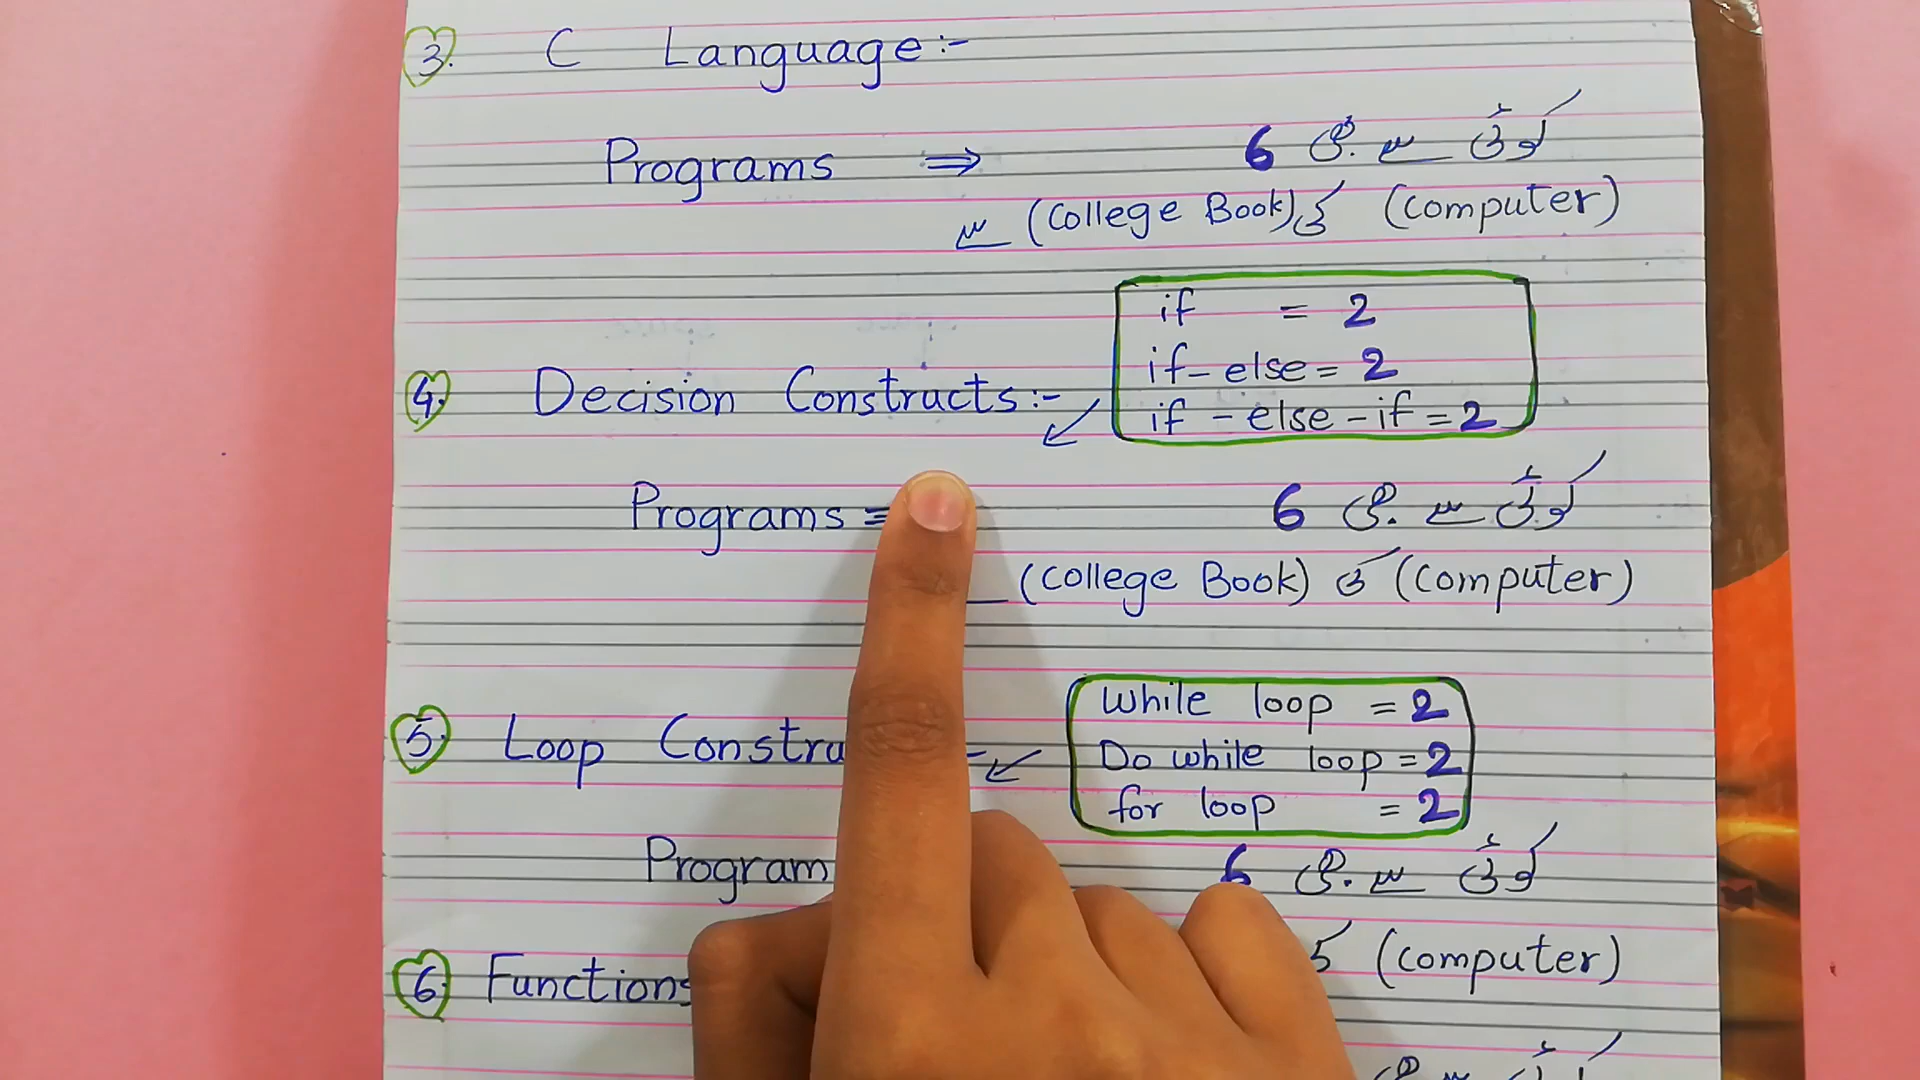 3. C Language:-
Programs ⇒ کوئی سے 6
(computer) کی (College Book) سے
if = 2
if-else = 2
if-else-if = 2
4. Decision Constructs:-
Programs = کوئی سے 6
(computer) کی (College Book)
While loop = 2
Do while loop = 2
for loop = 2
5. Loop Constru -
Program کوئی سے 6
(computer)
6. Functions